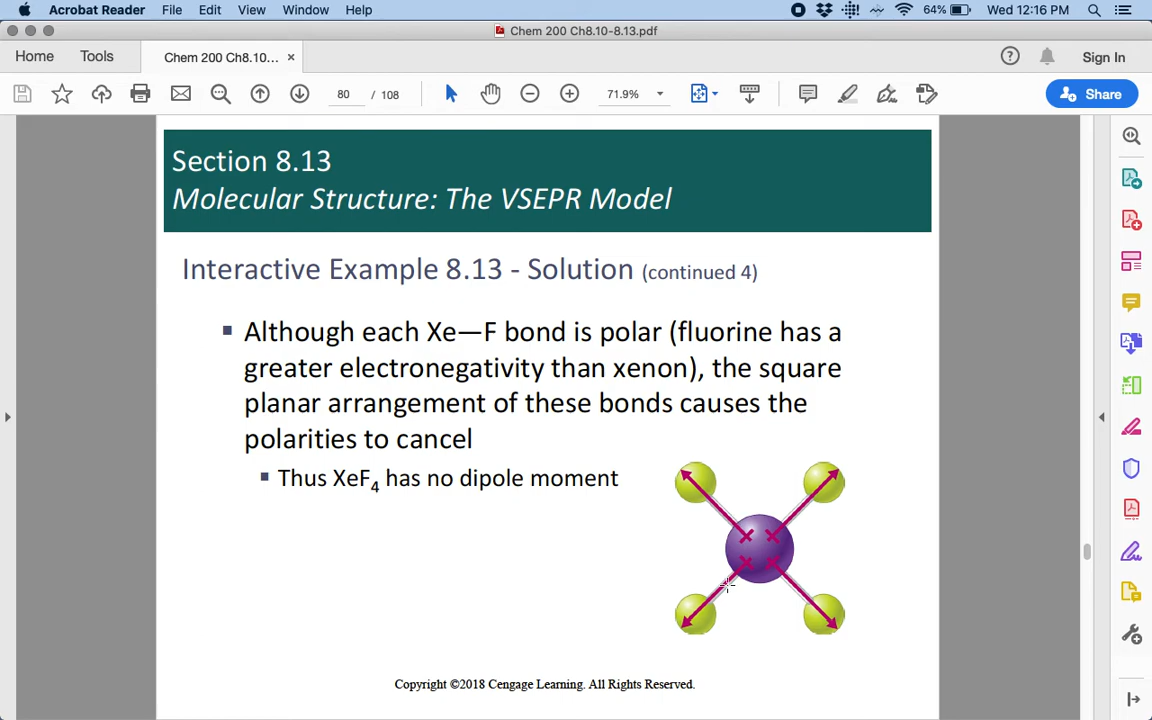 Acrobat Reader File Edit View Window Help 64% Wed 12:16 PM
Chem 200 Ch8.10-8.13.pdf
Home Tools Chem 200 Ch8.10... × Sign In
80 / 108 71.9% Share
Section 8.13
Molecular Structure: The VSEPR Model
Interactive Example 8.13 - Solution (continued 4)
▪ Although each Xe—F bond is polar (fluorine has a
greater electronegativity than xenon), the square
planar arrangement of these bonds causes the
polarities to cancel
▪ Thus XeF₄ has no dipole moment
Copyright ©2018 Cengage Learning. All Rights Reserved.